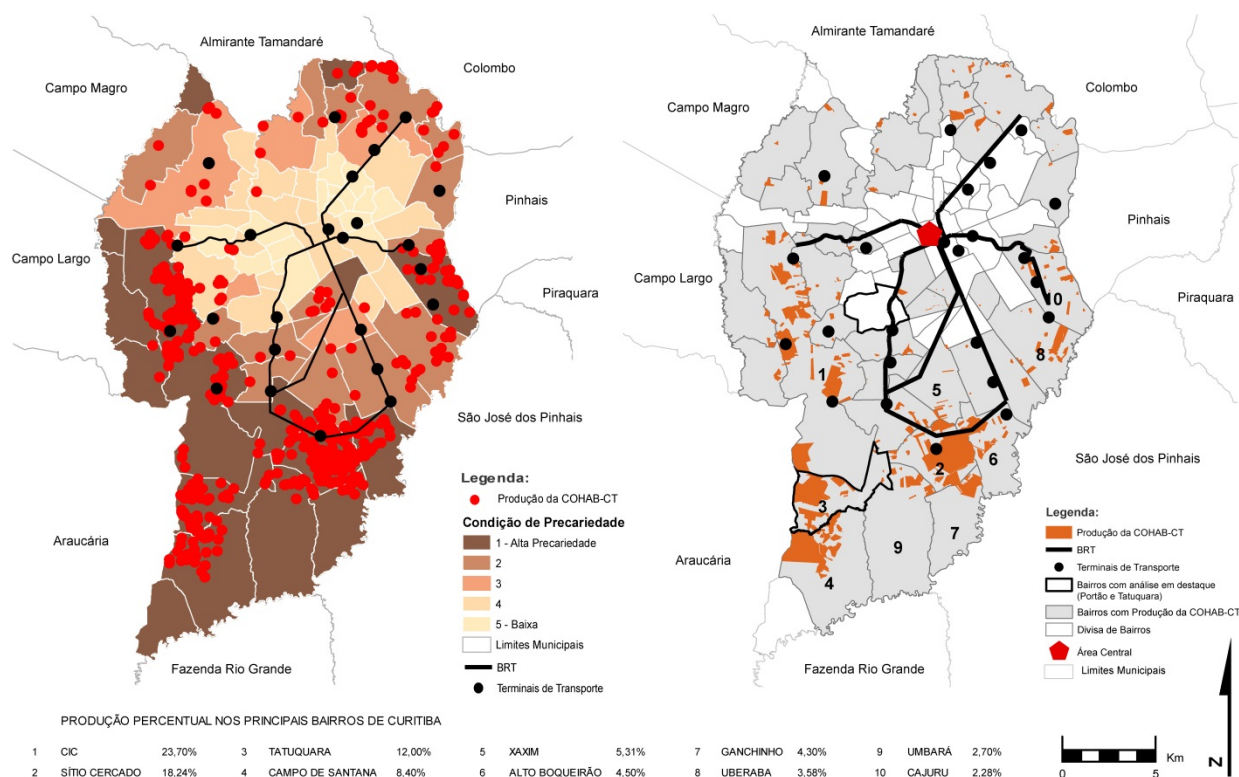 Almirante Tamandaré
Colombo
Campo Magro
Pinhais
Campo Largo
Piraquara
São José dos Pinhais
Araucária
Fazenda Rio Grande
Legenda:
Produção da COHAB-CT
Condição de Precariedade
1 - Alta Precariedade
2
3
4
5 - Baixa
Limites Municipais
BRT
Terminais de Transporte
Almirante Tamandaré
Colombo
Campo Magro
Pinhais
Campo Largo
Piraquara
10
8
1
5
São José dos Pinhais
2
6
3
7
Araucária
9
4
Fazenda Rio Grande
Legenda:
Produção da COHAB-CT
BRT
Terminais de Transporte
Bairros com análise em destaque
(Portão e Tatuquara)
Bairros com Produção da COHAB-CT
Divisa de Bairros
Área Central
Limites Municipais
N
PRODUÇÃO PERCENTUAL NOS PRINCIPAIS BAIRROS DE CURITIBA
1 CIC 23,70% 3 TATUQUARA 12,00% 5 XAXIM 5,31% 7 GANCHINHO 4,30% 9 UMBARÁ 2,70%
2 SÍTIO CERCADO 18,24% 4 CAMPO DE SANTANA 8,40% 6 ALTO BOQUEIRÃO 4,50% 8 UBERABA 3,58% 10 CAJURU 2,28%
Km
0 5